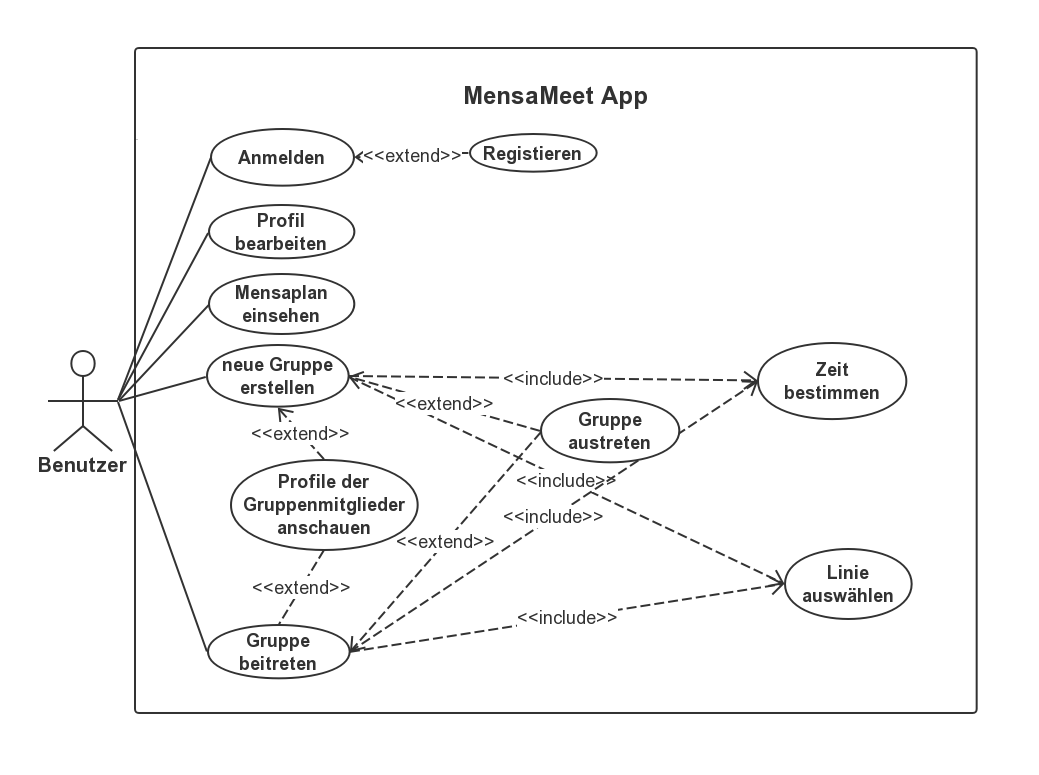 MensaMeet App
Anmelden
<<extend>>
Registieren
Profil
bearbeiten
Mensaplan
einsehen
neue Gruppe
erstellen
<<include>>
Zeit
bestimmen
<<extend>>
Gruppe
austreten
<<extend>>
Benutzer
Profile der
Gruppenmitglieder
anschauen
<<include>>
<<include>>
<<extend>>
Linie
auswählen
<<extend>>
<<include>>
Gruppe
beitreten